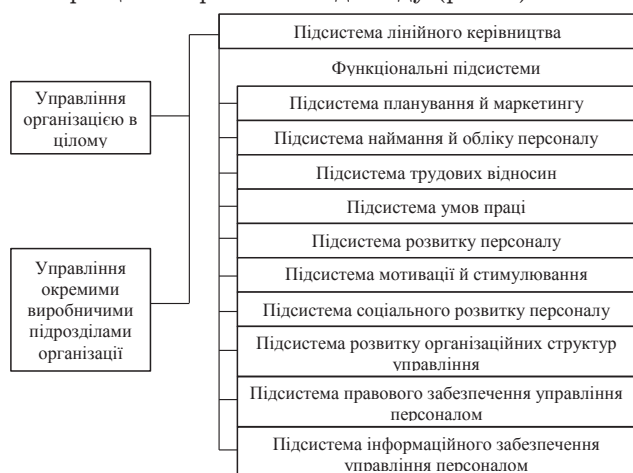 Підсистема лінійного керівництва
Функціональні підсистеми
Управління
організацією в
цілому
Підсистема планування й маркетингу
Підсистема наймання й обліку персоналу
Підсистема трудових відносин
Підсистема умов праці
Управління
окремими
виробничими
підрозділами
організації
Підсистема розвитку персоналу
Підсистема мотивації й стимулювання
Підсистема соціального розвитку персоналу
Підсистема розвитку організаційних структур
управління
Підсистема правового забезпечення управління
персоналом
Підсистема інформаційного забезпечення
управління персоналом